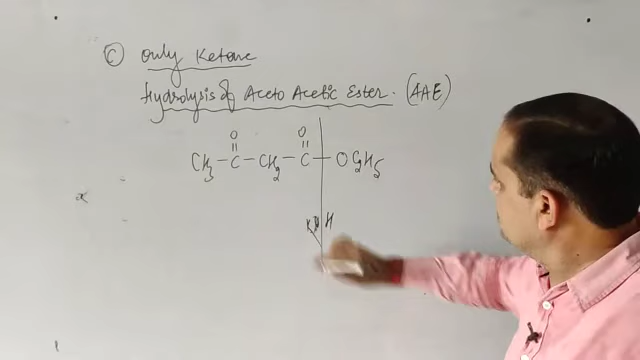 (C) Only Ketone
Hydrolysis of Aceto Acetic Ester. (AAE)
O O
CH3-C-CH2-C-OC2H5
H